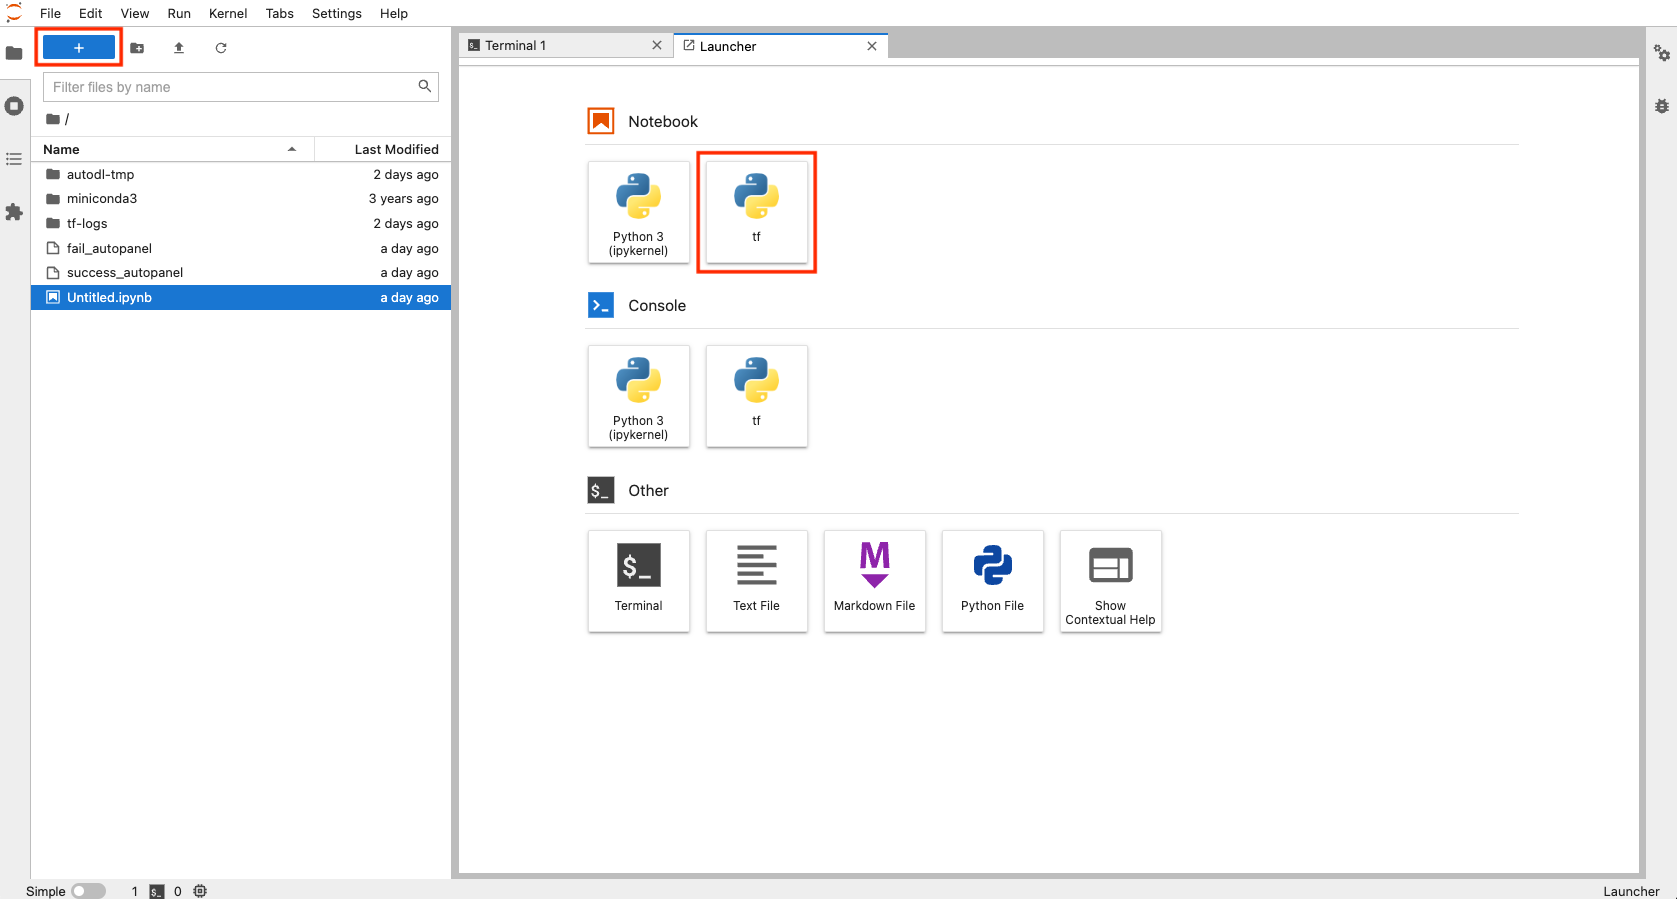 File Edit View Run Kernel Tabs Settings Help
+
Filter files by name
/
Name Last Modified
autodl-tmp 2 days ago
miniconda3 3 years ago
tf-logs 2 days ago
fail_autopanel a day ago
success_autopanel a day ago
Untitled.ipynb a day ago
Terminal 1
Launcher
Notebook
Python 3
(ipykernel)
tf
Console
Python 3
(ipykernel)
tf
$_ Other
$_
Terminal
Text File
M
Markdown File
Python File
Show
Contextual Help
Simple 1 $_ 0
Launcher